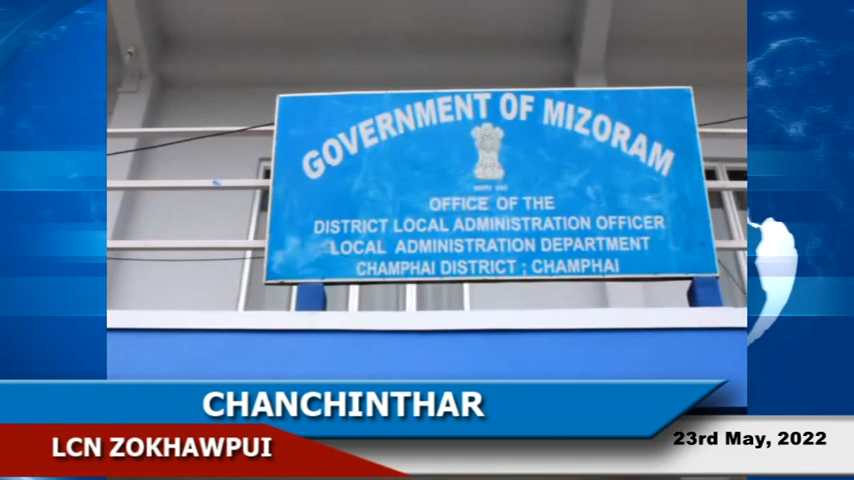 GOVERNMENT OF MIZORAM
OFFICE OF THE
DISTRICT LOCAL ADMINISTRATION OFFICER
LOCAL ADMINISTRATION DEPARTMENT
CHAMPHAI DISTRICT ; CHAMPHAI
CHANCHINTHAR
LCN ZOKHAWPUI
23rd May, 2022